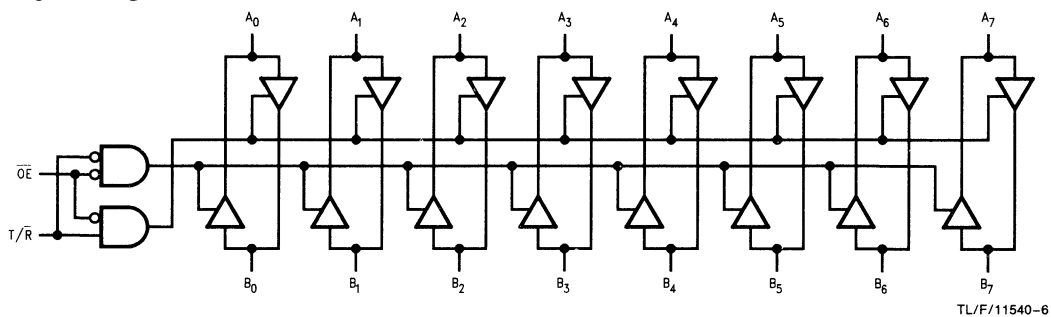 A₀ A₁ A₂ A₃ A₄ A₅ A₆ A₇
O̅E̅
T/R̅
B₀ B₁ B₂ B₃ B₄ B₅ B₆ B₇
TL/F/11540-6